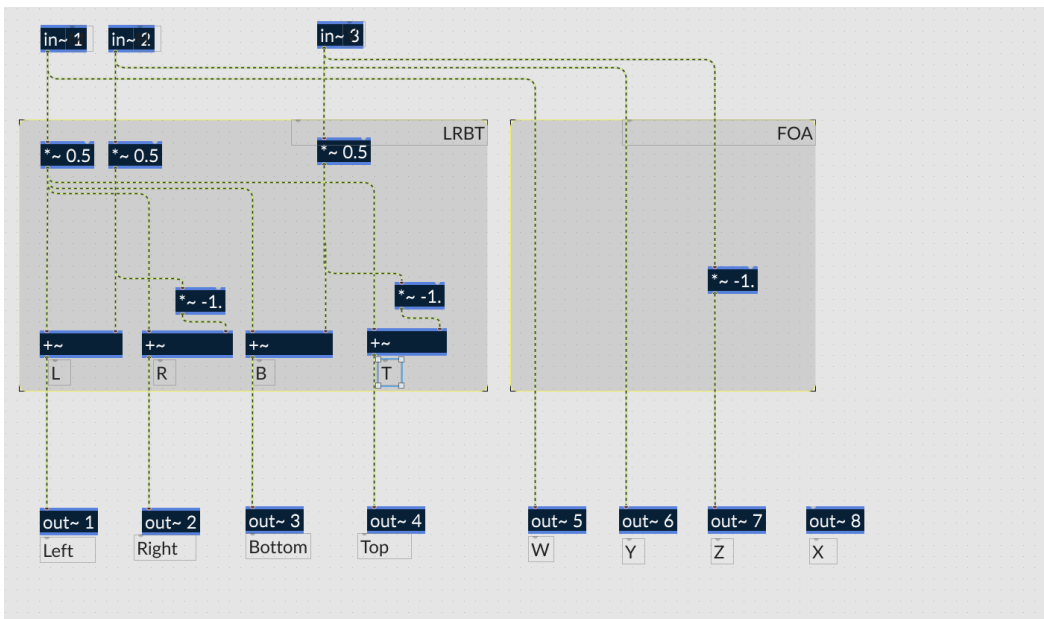 in~ 1
in~ 2
in~ 3
LRBT
FOA
*~ 0.5
*~ 0.5
*~ 0.5
*~ -1.
*~ -1.
*~ -1.
+~
+~
+~
+~
L
R
B
T
out~ 1
out~ 2
out~ 3
out~ 4
out~ 5
out~ 6
out~ 7
out~ 8
Left
Right
Bottom
Top
W
Y
Z
X